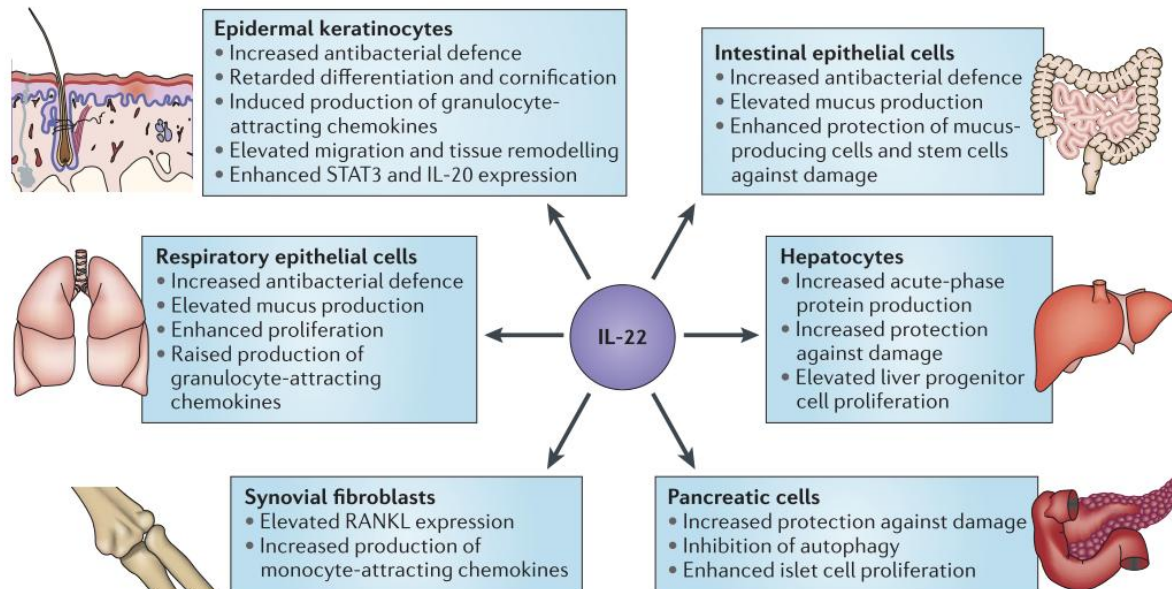 Epidermal keratinocytes
• Increased antibacterial defence
• Retarded differentiation and cornification
• Induced production of granulocyte-
attracting chemokines
• Elevated migration and tissue remodelling
• Enhanced STAT3 and IL-20 expression
Intestinal epithelial cells
• Increased antibacterial defence
• Elevated mucus production
• Enhanced protection of mucus-
producing cells and stem cells
against damage
Respiratory epithelial cells
• Increased antibacterial defence
• Elevated mucus production
• Enhanced proliferation
• Raised production of
granulocyte-attracting
chemokines
IL-22
Hepatocytes
• Increased acute-phase
protein production
• Increased protection
against damage
• Elevated liver progenitor
cell proliferation
Synovial fibroblasts
• Elevated RANKL expression
• Increased production of
monocyte-attracting chemokines
Pancreatic cells
• Increased protection against damage
• Inhibition of autophagy
• Enhanced islet cell proliferation